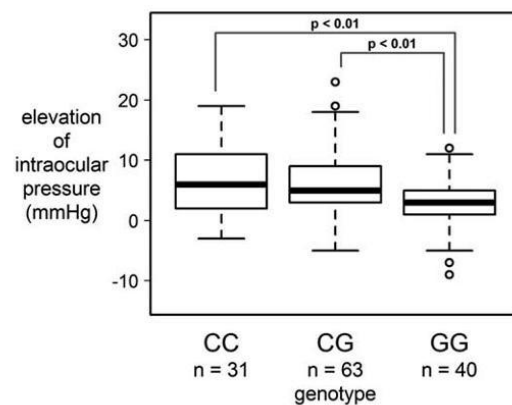 30
p < 0.01
p < 0.01
20
elevation
of
intraocular
pressure
(mmHg)
10
0
-10
CC CG GG
n = 31 n = 63 n = 40
genotype